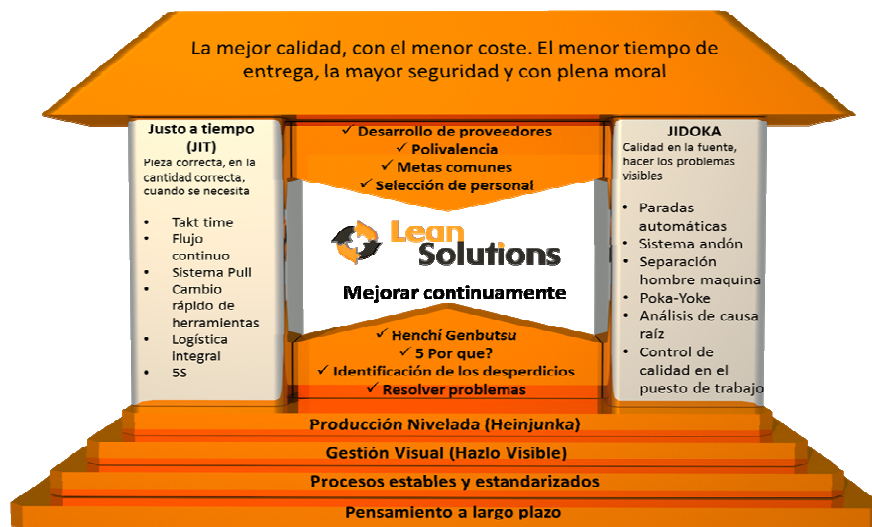 La mejor calidad, con el menor coste. El menor tiempo de
entrega, la mayor seguridad y con plena moral
Justo a tiempo
(JIT)
Pieza correcta, en la
cantidad correcta,
cuando se necesita
• Takt time
• Flujo
continuo
• Sistema Pull
• Cambio
rápido de
herramientas
• Logística
Integral
• 5S
✓ Desarrollo de proveedores
✓ Polivalencia
✓ Metas comunes
✓ Selección de personal
Lean
Solutions
Mejorar continuamente
✓ Henchí Genbutsu
✓ 5 Por que?
✓ Identificación de los desperdicios
✓ Resolver problemas
JIDOKA
Calidad en la fuente,
hacer los problemas
visibles
• Paradas
automáticas
• Sistema andón
• Separación
hombre maquina
• Poka-Yoke
• Análisis de causa
raíz
• Control de
calidad en el
puesto de trabajo
Producción Nivelada (Heinjunka)
Gestión Visual (Hazlo Visible)
Procesos estables y estandarizados
Pensamiento a largo plazo